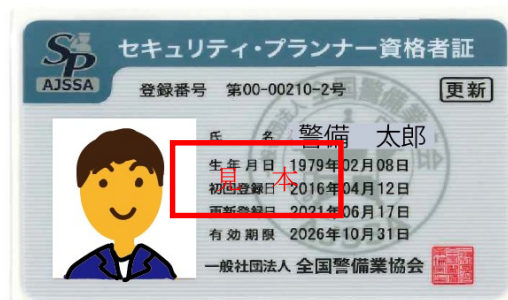 SP
AJSSA
セキュリティ・プランナー資格者証
登録番号 第00-00210-2号
更新
氏 名 警備 太郎
生年月日 1979年02月08日
初回登録日 2016年04月12日
更新登録日 2021年06月17日
有効期限 2026年10月31日
見 本
一般社団法人 全国警備業協会